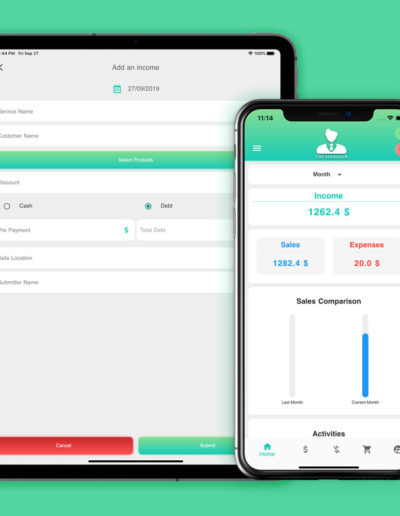 :44 PM Fri Sep 27
100%
Add an income
27/09/2019
Service Name
Customer Name
Select Products
Discount
Cash
Debt
Pre Payment
$
Total Debt
Safe Location
Submitter Name
Cancel
Submit
11:14
THE MANAGER
Month
Income
1262.4 $
Sales
Expenses
1282.4 $
20.0 $
Sales Comparison
Last Month
Current Month
Activities
Home
$